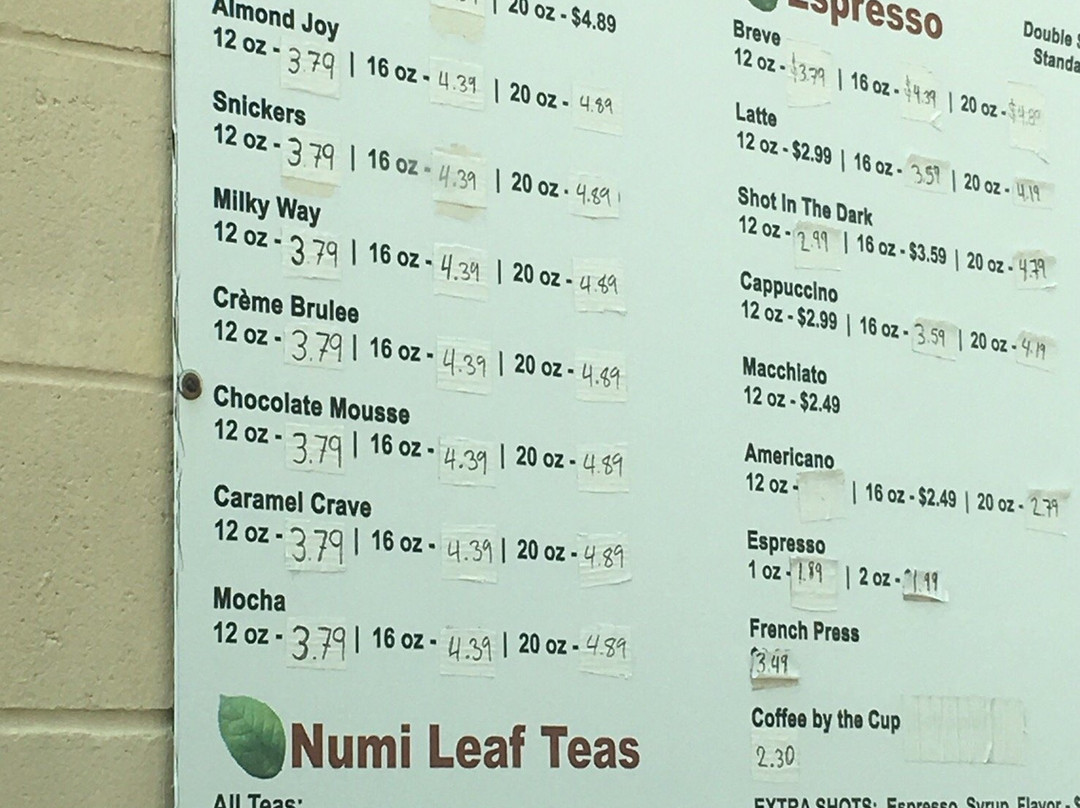 20 oz - $4.89
Almond Joy
12 oz - 3.79 | 16 oz - 4.39 | 20 oz - 4.89
Snickers
12 oz - 3.79 | 16 oz - 4.39 | 20 oz - 4.89
Milky Way
12 oz - 3.79 | 16 oz - 4.39 | 20 oz - 4.89
Crème Brulee
12 oz - 3.79 | 16 oz - 4.39 | 20 oz - 4.89
Chocolate Mousse
12 oz - 3.79 | 16 oz - 4.39 | 20 oz - 4.89
Caramel Crave
12 oz - 3.79 | 16 oz - 4.39 | 20 oz - 4.89
Mocha
12 oz - 3.79 | 16 oz - 4.39 | 20 oz - 4.89
Numi Leaf Teas
All Teas:
Espresso
Double
Breve
12 oz - $3.79 | 16 oz - $4.39 | 20 oz -
Latte
12 oz - $2.99 | 16 oz - 3.59 | 20 oz - 4.19
Shot In The Dark
12 oz - 2.99 | 16 oz - $3.59 | 20 oz -
Cappuccino
12 oz - $2.99 | 16 oz - 3.59 | 20 oz - 4.19
Macchiato
12 oz - $2.49
Americano
12 oz - | 16 oz - $2.49 | 20 oz - 2.79
Espresso
1 oz - 1.89 | 2 oz - 1.99
French Press
3.49
Coffee by the Cup
2.30
EXTRA SHOTS: Espresso, Syrup, Flavor - $